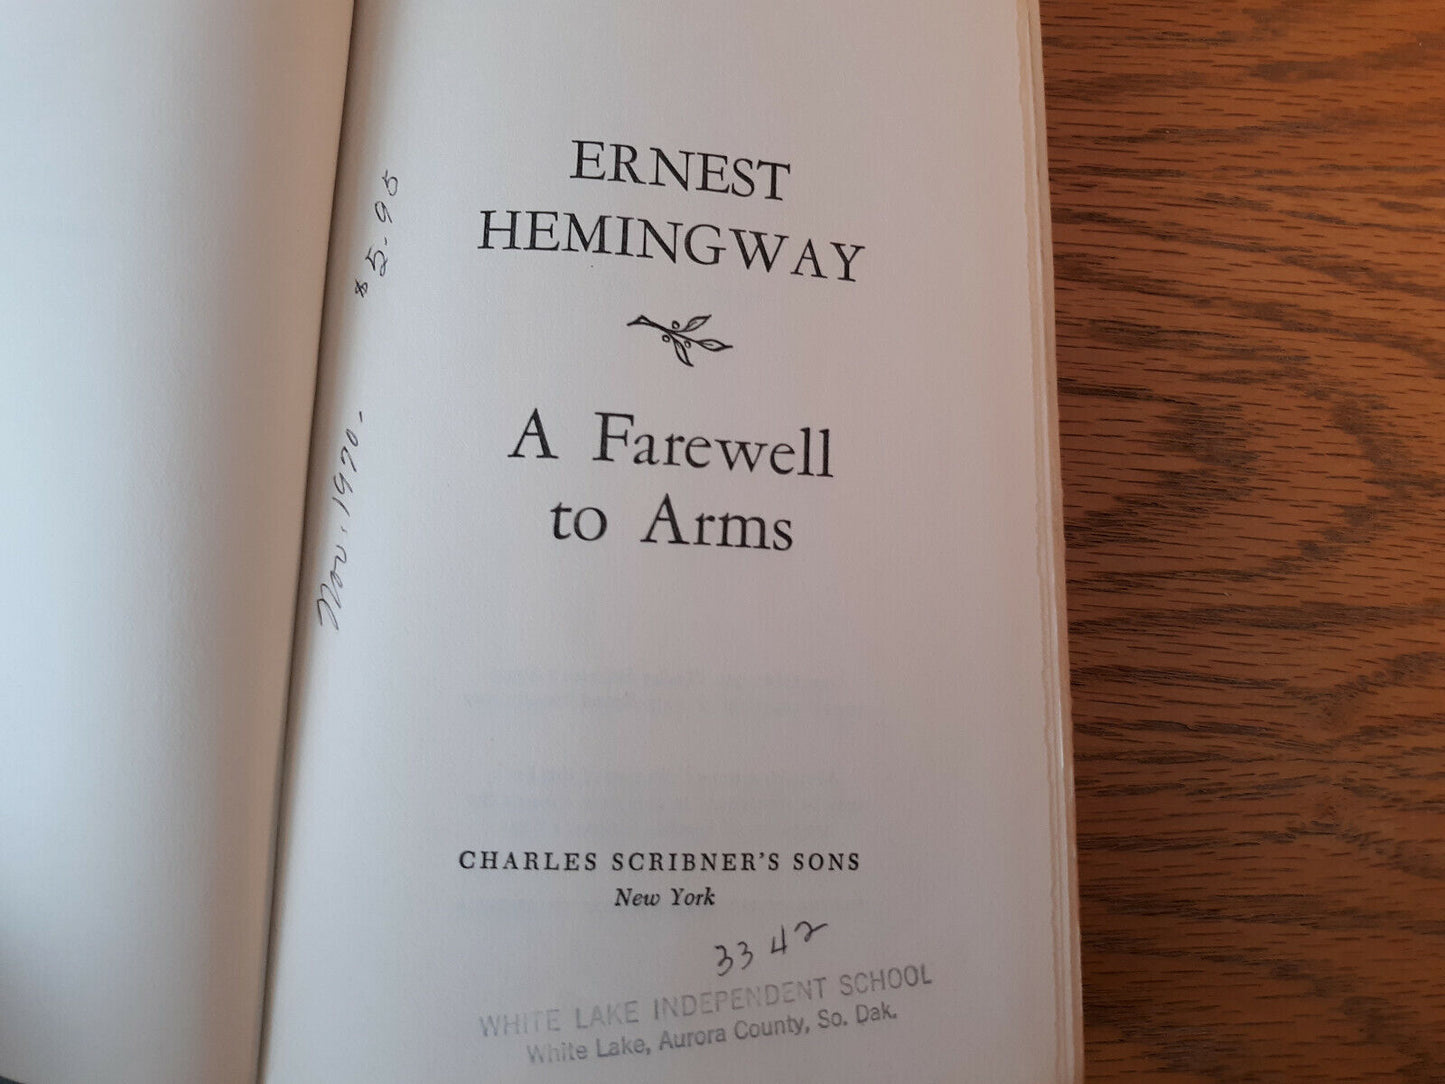 ERNEST
HEMINGWAY
A Farewell
to Arms
CHARLES SCRIBNER'S SONS
New York
3342
WHITE LAKE INDEPENDENT SCHOOL
White Lake, Aurora County, So. Dak.
Nov. 1970-
$5.95